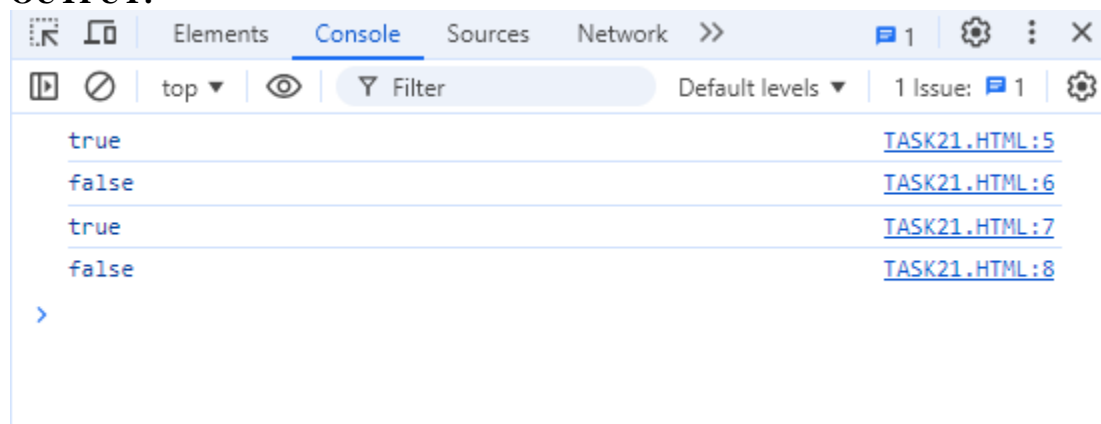 Elements Console Sources Network >> 1
top ▼ Filter Default levels ▼ 1 Issue: 1
true TASK21.HTML:5
false TASK21.HTML:6
true TASK21.HTML:7
false TASK21.HTML:8
>